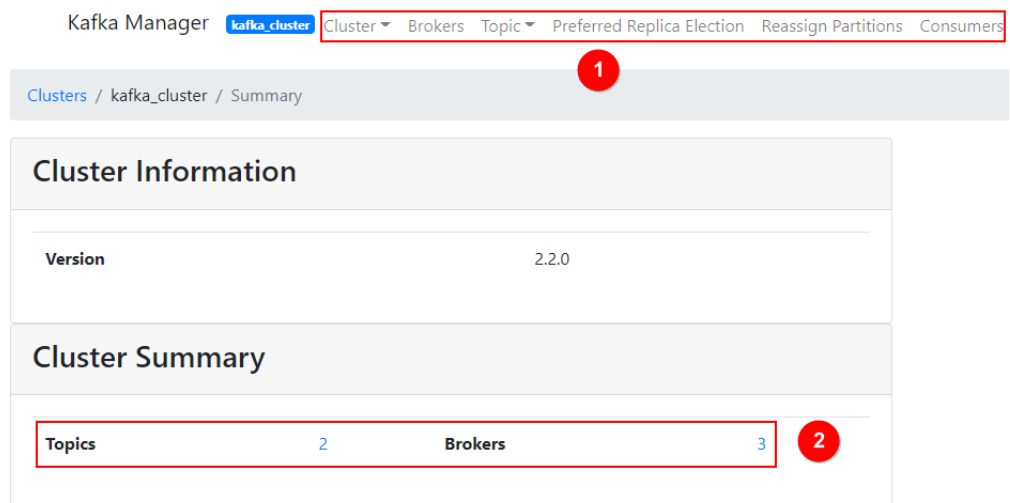 Kafka Manager kafka_cluster Cluster Brokers Topic Preferred Replica Election Reassign Partitions Consumers
1
Clusters / kafka_cluster / Summary
Cluster Information
Version 2.2.0
Cluster Summary
Topics 2 Brokers 3 2